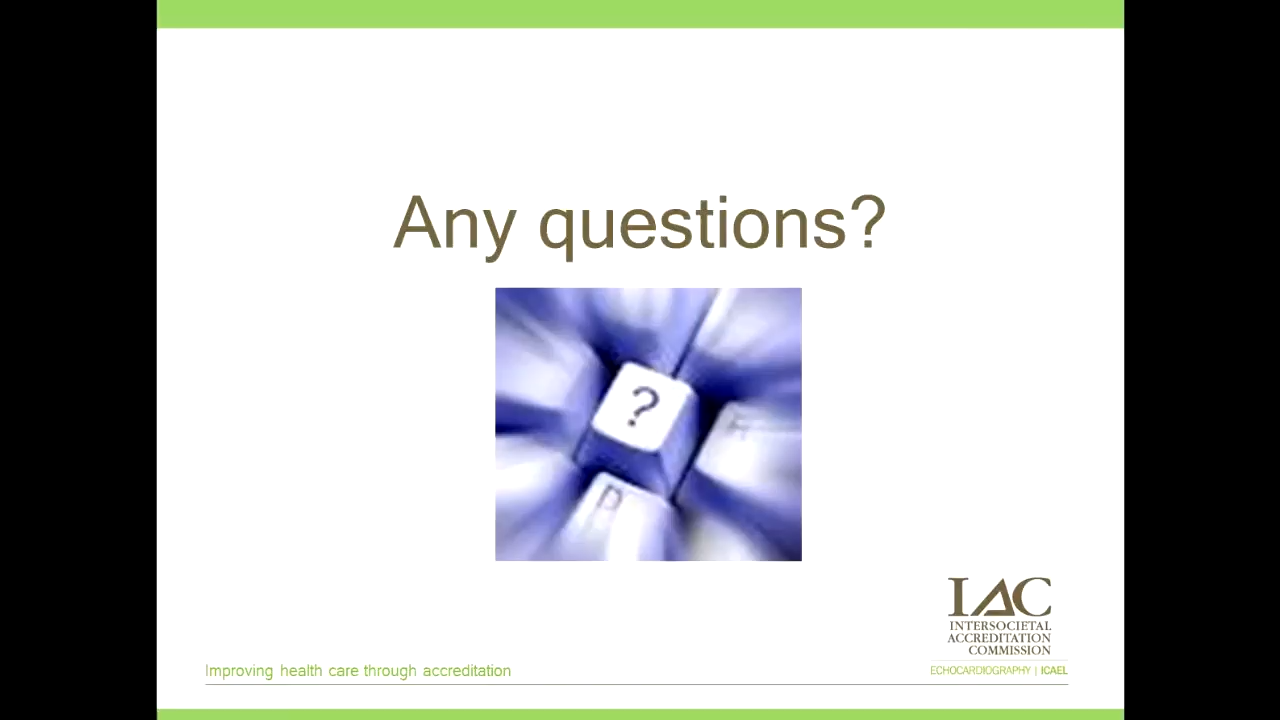 Any questions?
?
D
IAC
INTERSOCIETAL
ACCREDITATION
COMMISSION
Improving health care through accreditation
ECHOCARDIOGRAPHY | ICAEL